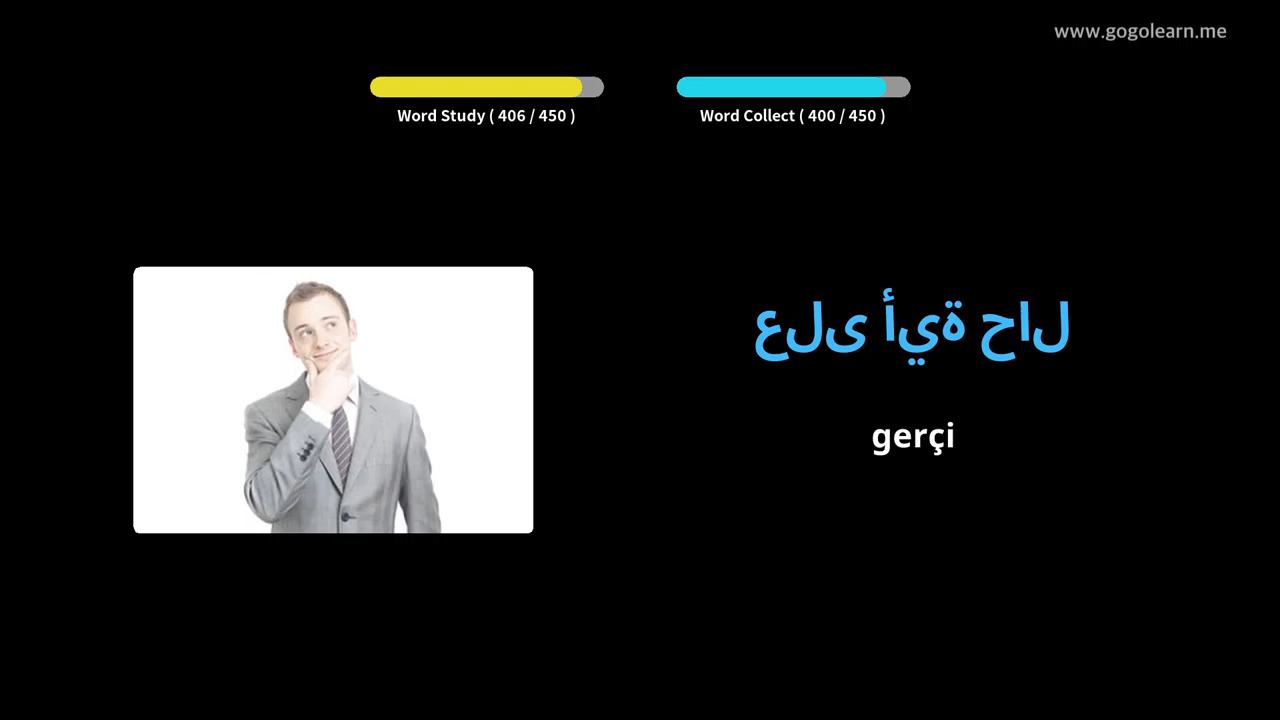 www.gogolearn.me
Word Study ( 406 / 450 )
Word Collect ( 400 / 450 )
على أية حال
gerçi